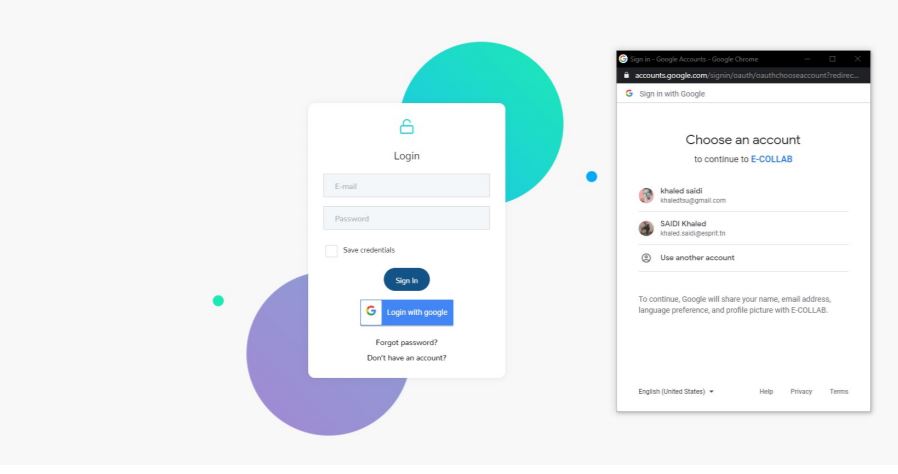 Login
E-mail
Password
Save credentials
Sign In
Login with google
Forgot password?
Don't have an account?
Sign in - Google Accounts - Google Chrome
accounts.google.com/signin/oauth/oauthchooseaccount?redirec...
Sign in with Google
Choose an account
to continue to E-COLLAB
khaled saidi
khaledtsu@gmail.com
SAIDI Khaled
khaled.saidi@esprit.tn
Use another account
To continue, Google will share your name, email address,
language preference, and profile picture with E-COLLAB.
English (United States) Help Privacy Terms